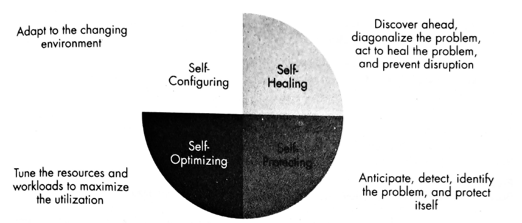 Adapt to the changing
environment
Discover ahead,
diagonalize the problem,
act to heal the problem,
and prevent disruption
Self-
Configuring
Self-
Healing
Self-
Optimizing
Self-
Tune the resources and
workloads to maximize
the utilization
Anticipate, detect, identify
the problem, and protect
itself